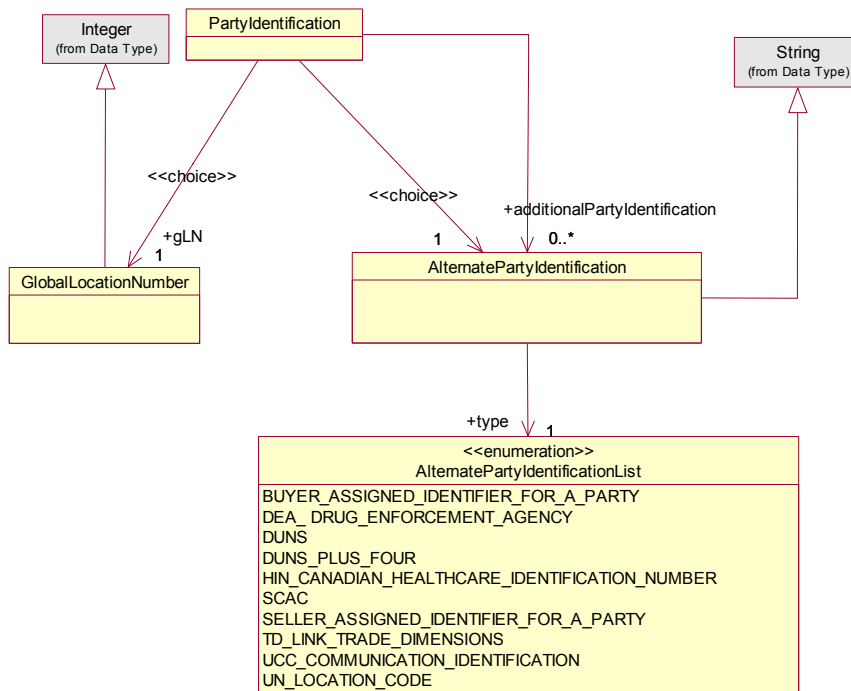 PartyIdentification
Integer
(from Data Type)
String
(from Data Type)
<<choice>>
<<choice>>
+additionalPartyIdentification
+gLN
1
1
0..*
GlobalLocationNumber
AlternatePartyIdentification
+type
1
<<enumeration>>
AlternatePartyIdentificationList
BUYER_ASSIGNED_IDENTIFIER_FOR_A_PARTY
DEA_ DRUG_ENFORCEMENT_AGENCY
DUNS
DUNS_PLUS_FOUR
HIN_CANADIAN_HEALTHCARE_IDENTIFICATION_NUMBER
SCAC
SELLER_ASSIGNED_IDENTIFIER_FOR_A_PARTY
TD_LINK_TRADE_DIMENSIONS
UCC_COMMUNICATION_IDENTIFICATION
UN_LOCATION_CODE